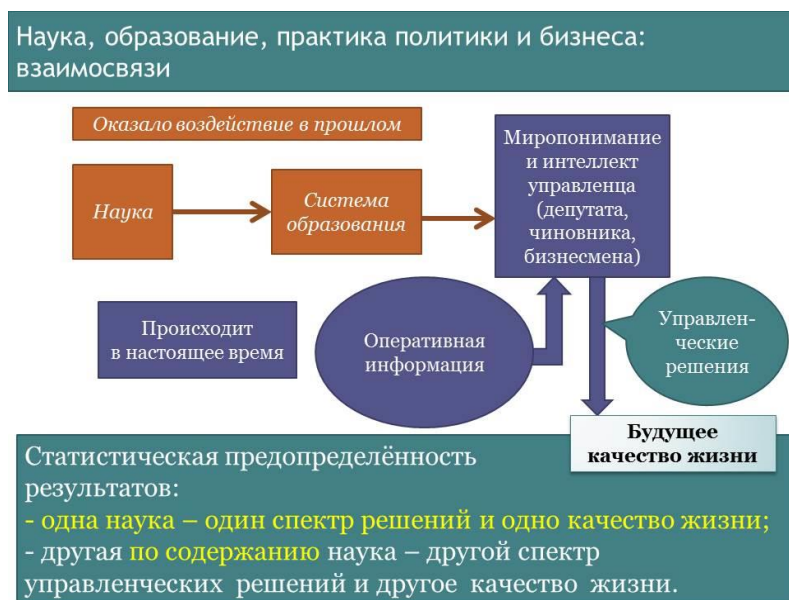 Наука, образование, практика политики и бизнеса:
взаимосвязи
Оказало воздействие в прошлом
Наука
Система
образования
Миропонимание
и интеллект
управленца
(депутата,
чиновника,
бизнесмена)
Происходит
в настоящее время
Оперативная
информация
Управлен-
ческие
решения
Будущее
качество жизни
Статистическая предопределённость
результатов:
- одна наука – один спектр решений и одно качество жизни;
- другая по содержанию наука – другой спектр
управленческих решений и другое качество жизни.